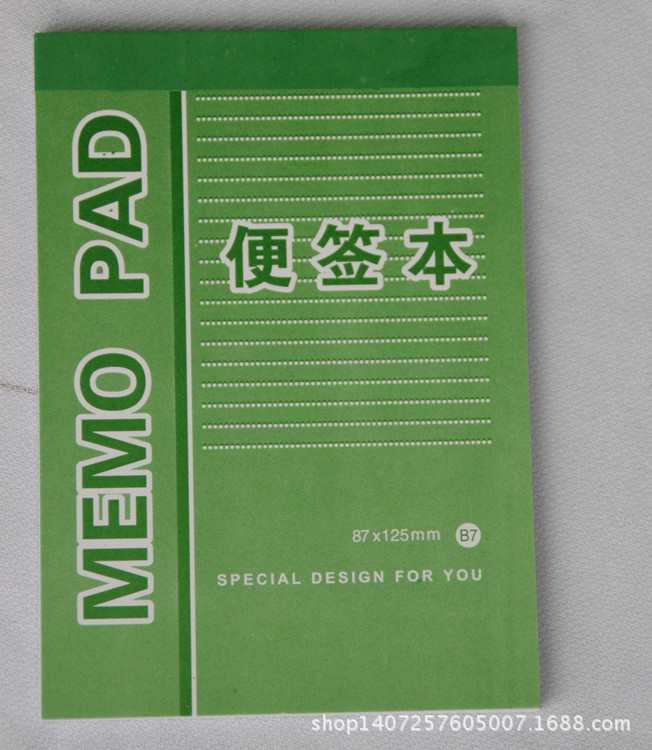 MEMO PAD
便签本
87x125mm B7
SPECIAL DESIGN FOR YOU
shop1407257605007.1688.com